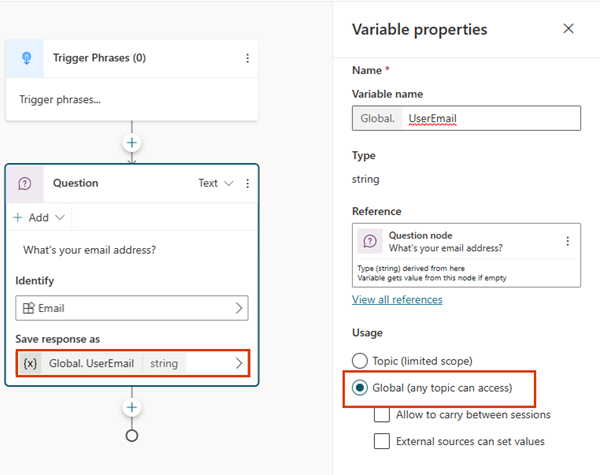 Trigger Phrases (0)
Trigger phrases...
Question
Text
Add
What's your email address?
Identify
Email
Save response as
{x} Global. UserEmail string
Variable properties
Name *
Variable name
Global. UserEmail
Type
string
Reference
Question node
What's your email address?
Type (string) derived from here
Variable gets value from this node if empty
View all references
Usage
Topic (limited scope)
Global (any topic can access)
Allow to carry between sessions
External sources can set values